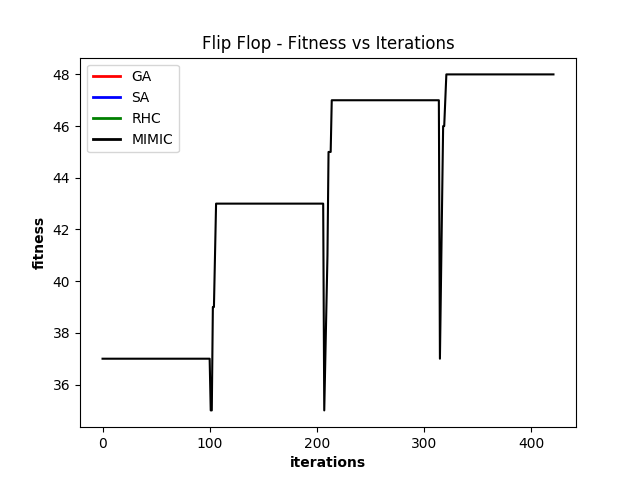 Flip Flop - Fitness vs Iterations
GA
SA
RHC
MIMIC
48
46
44
42
40
38
36
fitness
0 100 200 300 400
iterations